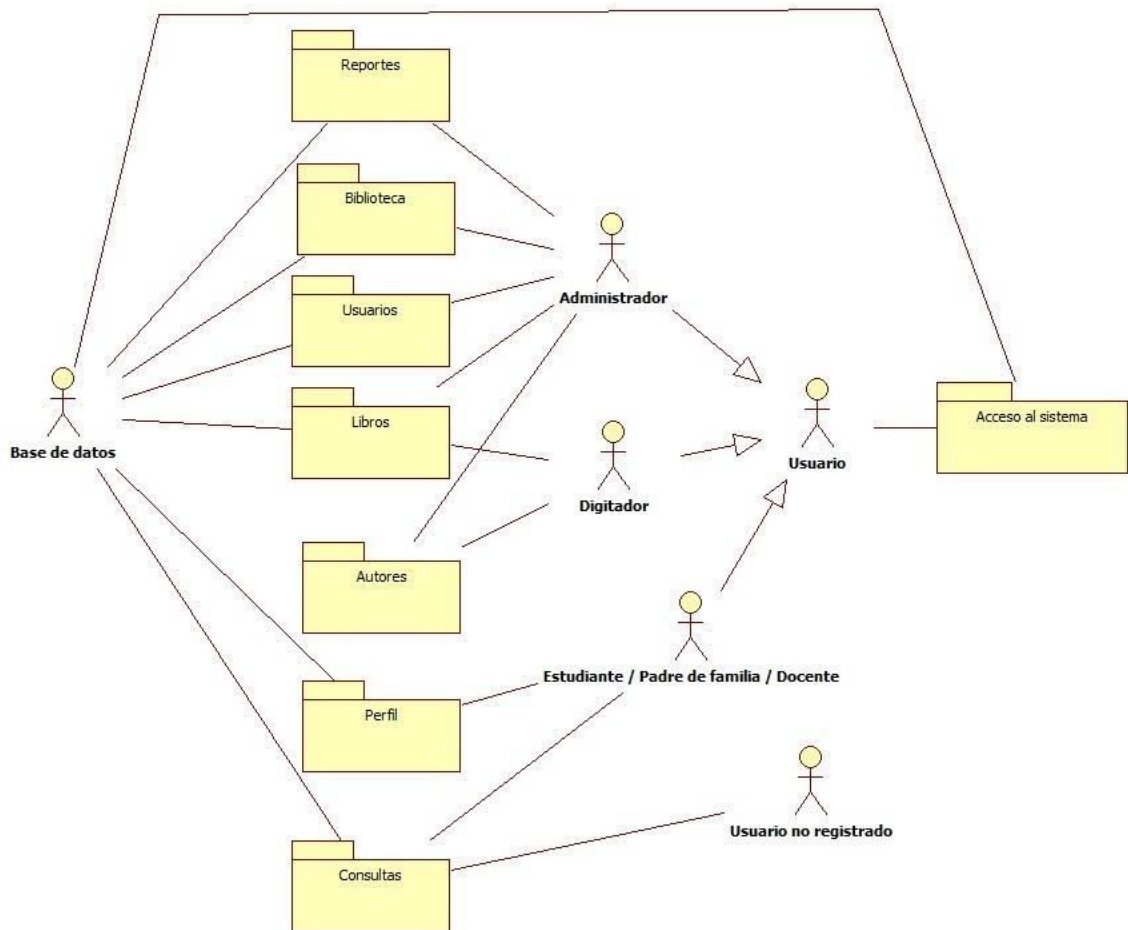 Reportes
Biblioteca
Administrador
Usuarios
Base de datos
Libros
Usuario
Acceso al sistema
Digitador
Autores
Estudiante / Padre de familia / Docente
Perfil
Usuario no registrado
Consultas